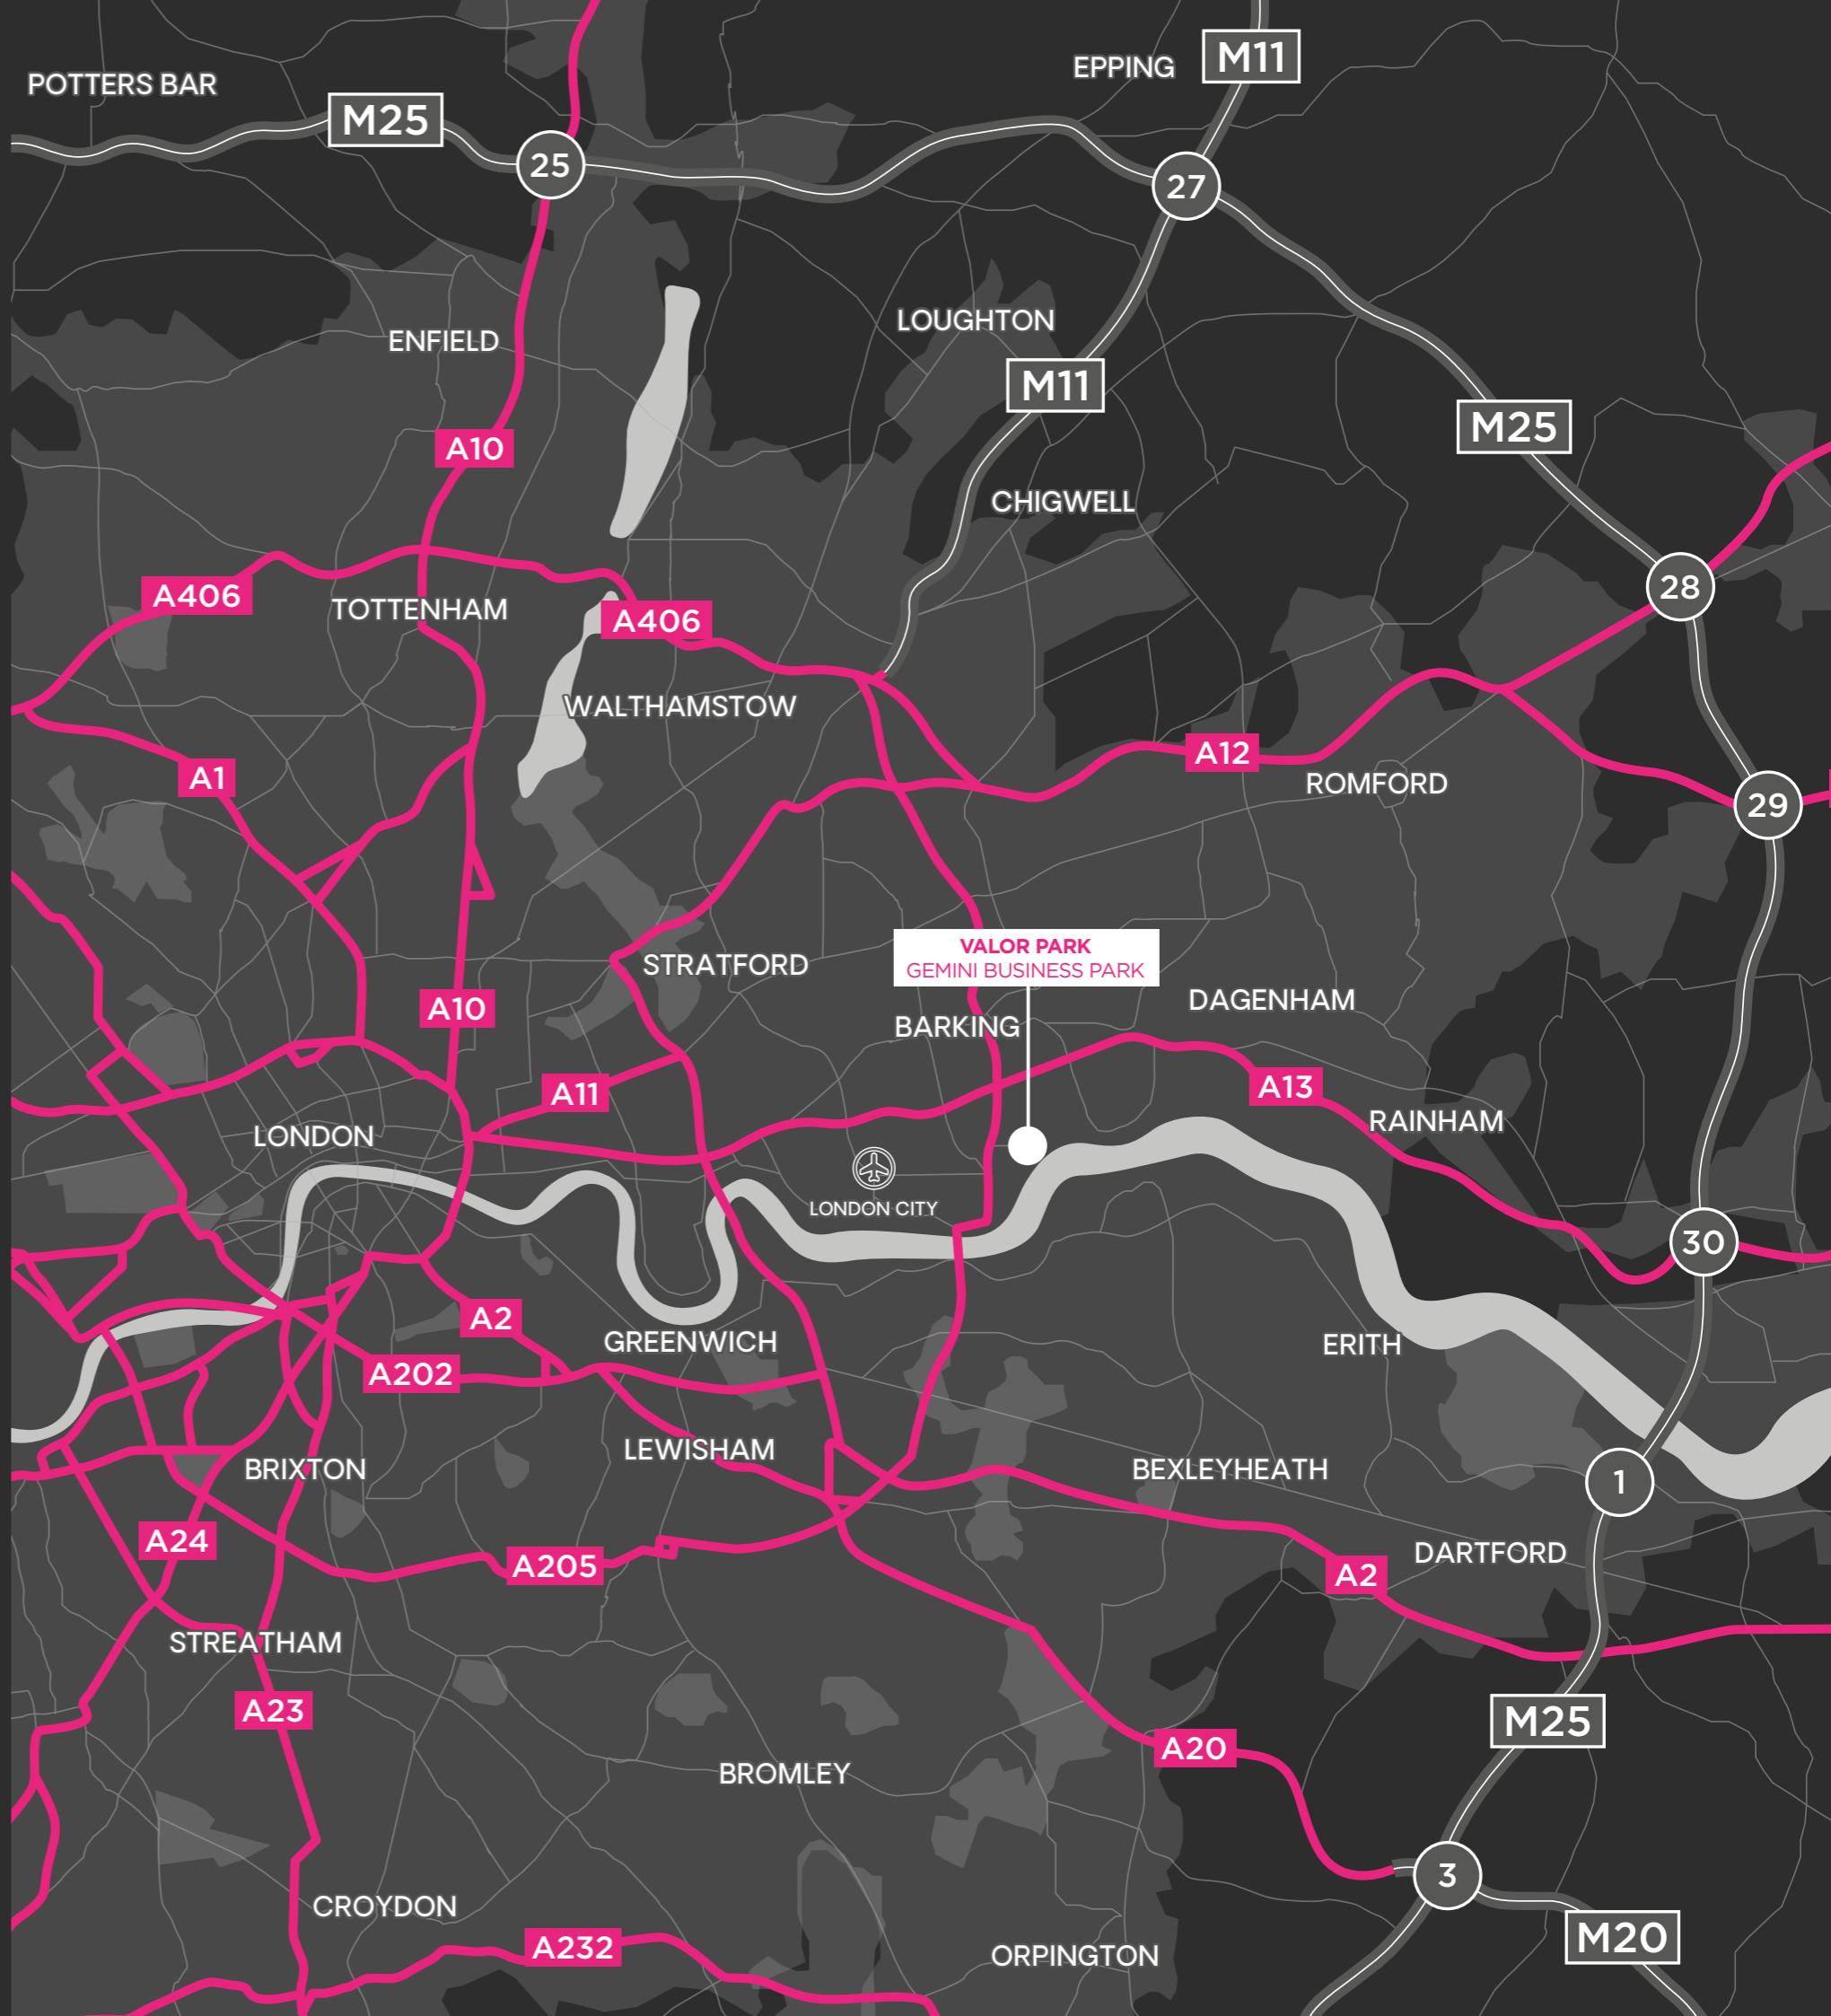 EPPING
M11
POTTERS BAR
M25
25
27
LOUGHTON
ENFIELD
M11
M25
A10
CHIGWELL
28
A406
TOTTENHAM
A406
WALTHAMSTOW
A12
A1
ROMFORD
29
VALOR PARK
GEMINI BUSINESS PARK
STRATFORD
DAGENHAM
A10
BARKING
A11
A13
RAINHAM
LONDON
LONDON CITY
30
A2
GREENWICH
ERITH
A202
LEWISHAM
BRIXTON
BEXLEYHEATH
1
A24
DARTFORD
A205
A2
STREATHAM
A23
M25
A20
BROMLEY
3
CROYDON
M20
A232
ORPINGTON